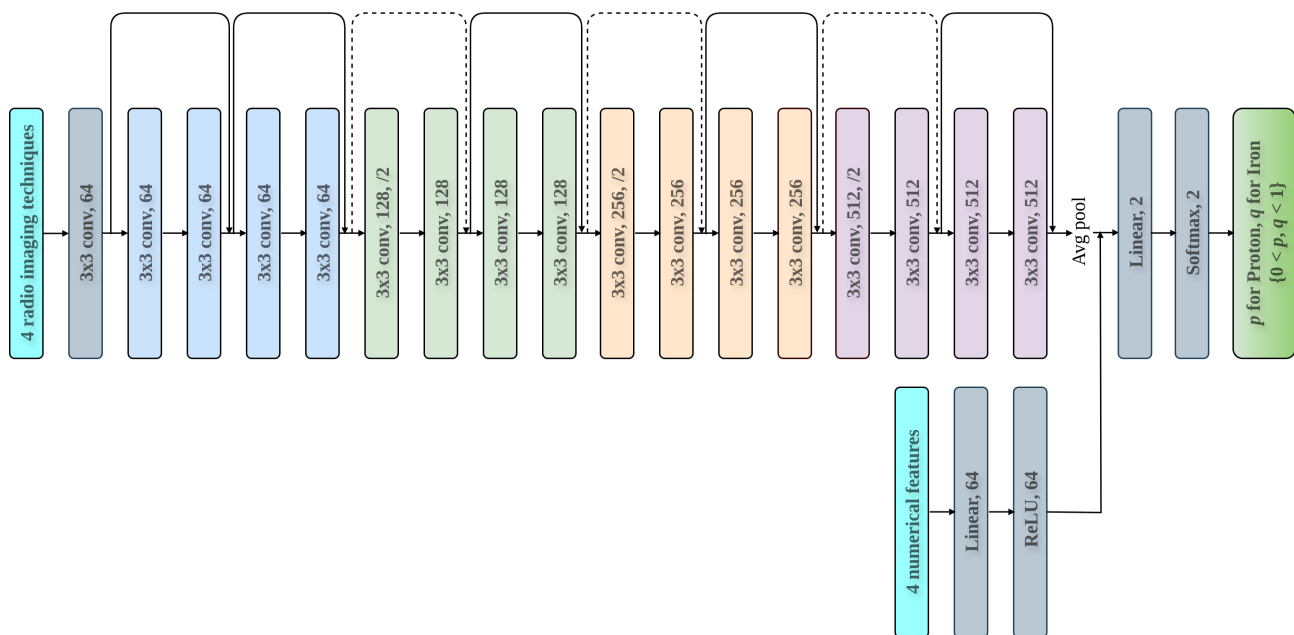 4 radio imaging techniques
3x3 conv, 64
3x3 conv, 64
3x3 conv, 64
3x3 conv, 64
3x3 conv, 64
3x3 conv, 128, /2
3x3 conv, 128
3x3 conv, 128
3x3 conv, 128
3x3 conv, 256, /2
3x3 conv, 256
3x3 conv, 256
3x3 conv, 256
3x3 conv, 512, /2
3x3 conv, 512
3x3 conv, 512
3x3 conv, 512
Avg pool
Linear, 2
Softmax, 2
p for Proton, q for Iron
{0 < p, q < 1}
4 numerical features
Linear, 64
ReLU, 64